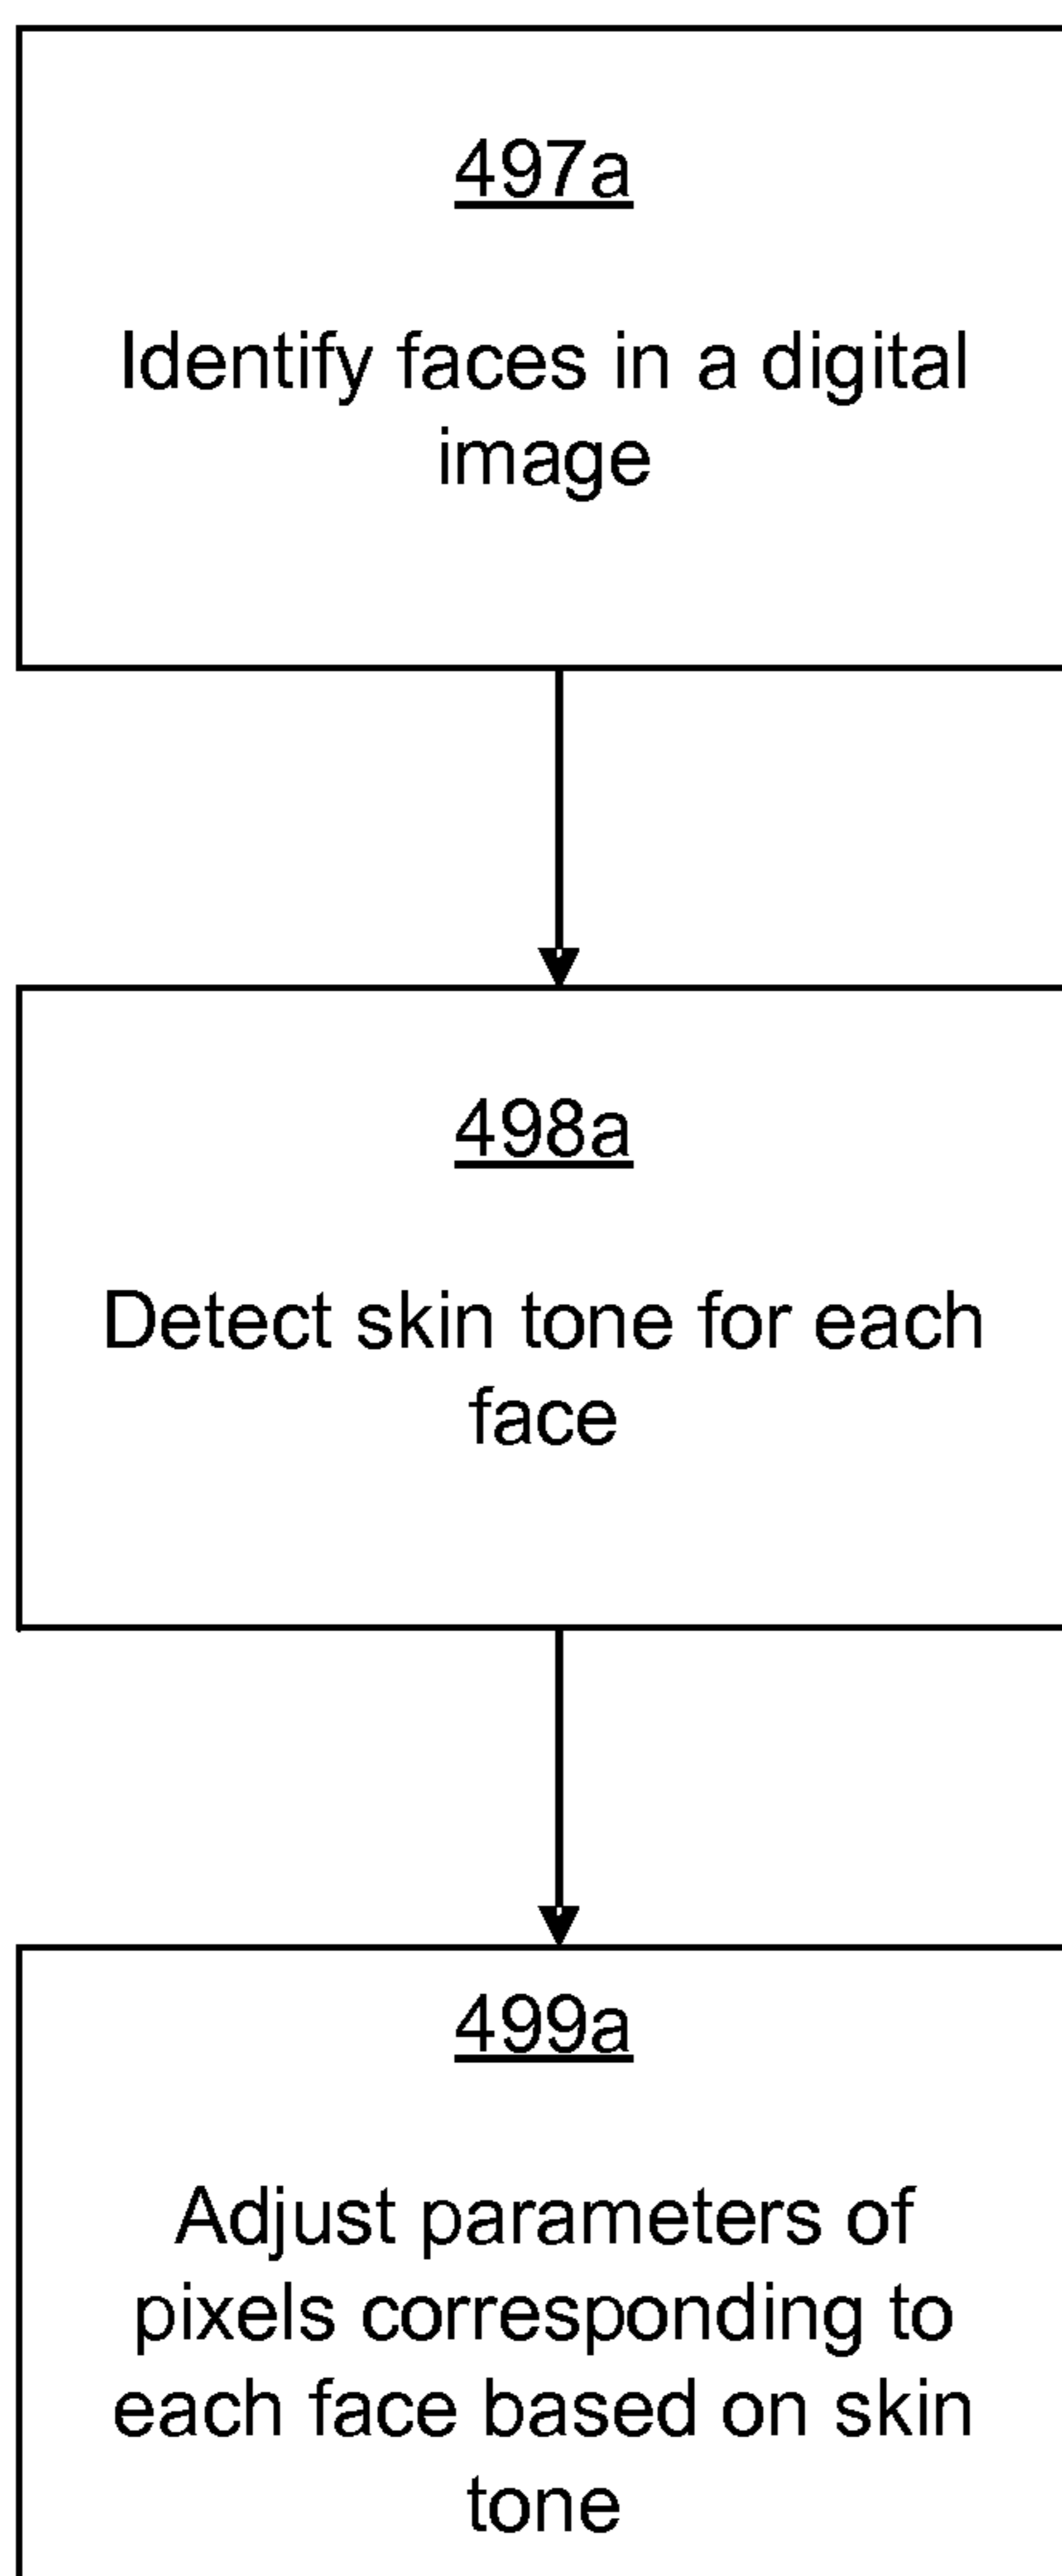 497a
Identify faces in a digital
image
498a
Detect skin tone for each
face
499a
Adjust parameters of
pixels corresponding to
each face based on skin
tone